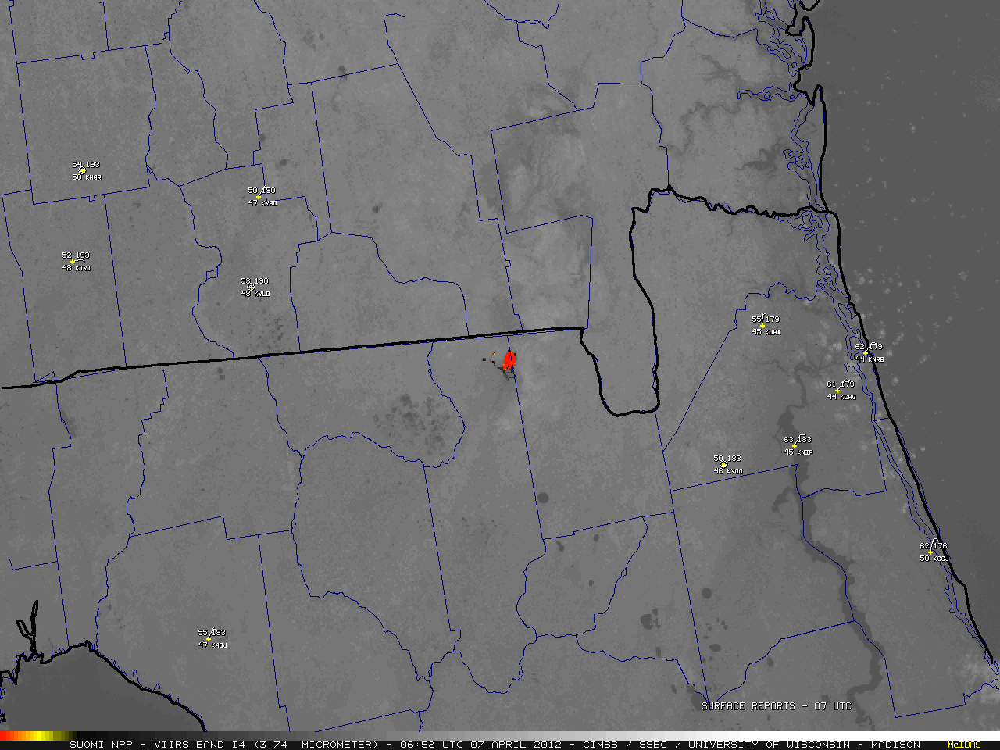 54 193
50 KNGR
50 190
47 KVAD
52 193
48 KTVI
53 190
48 KVLD
55 179
45 KJAX
62 179
44 KNRB
61 179
44 KCRG
63 183
45 KNIP
50 183
46 KVQQ
62 176
50 KSGJ
55 183
47 K40J
SURFACE REPORTS - 07 UTC
SUOMI NPP - VIIRS BAND I4 (3.74 MICROMETER) - 06:58 UTC 07 APRIL 2012 - CIMSS / SSEC / UNIVERSITY OF WISCONSIN - MADISON McIDAS